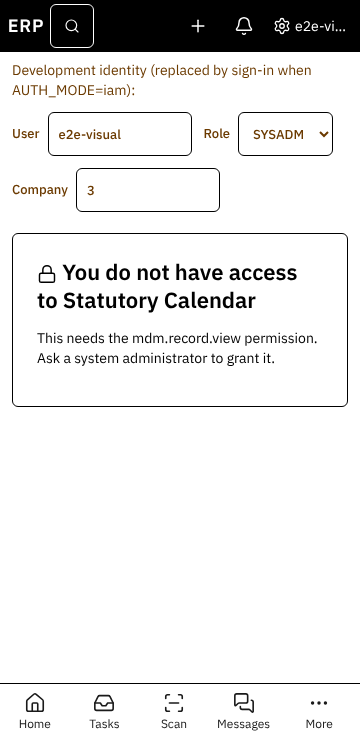 ERP
e2e-vi...
Development identity (replaced by sign-in when
AUTH_MODE=iam):
User e2e-visual Role SYSADM
Company 3
You do not have access
to Statutory Calendar
This needs the mdm.record.view permission.
Ask a system administrator to grant it.
Home Tasks Scan Messages More